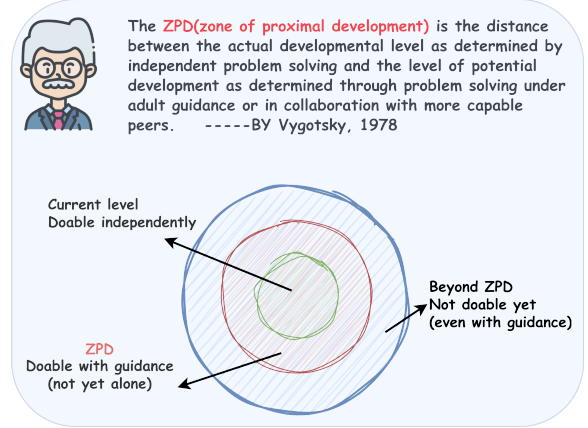 The ZPD(zone of proximal development) is the distance
between the actual developmental level as determined by
independent problem solving and the level of potential
development as determined through problem solving under
adult guidance or in collaboration with more capable
peers. -----BY Vygotsky, 1978
Current level
Doable independently
Beyond ZPD
Not doable yet
(even with guidance)
ZPD
Doable with guidance
(not yet alone)